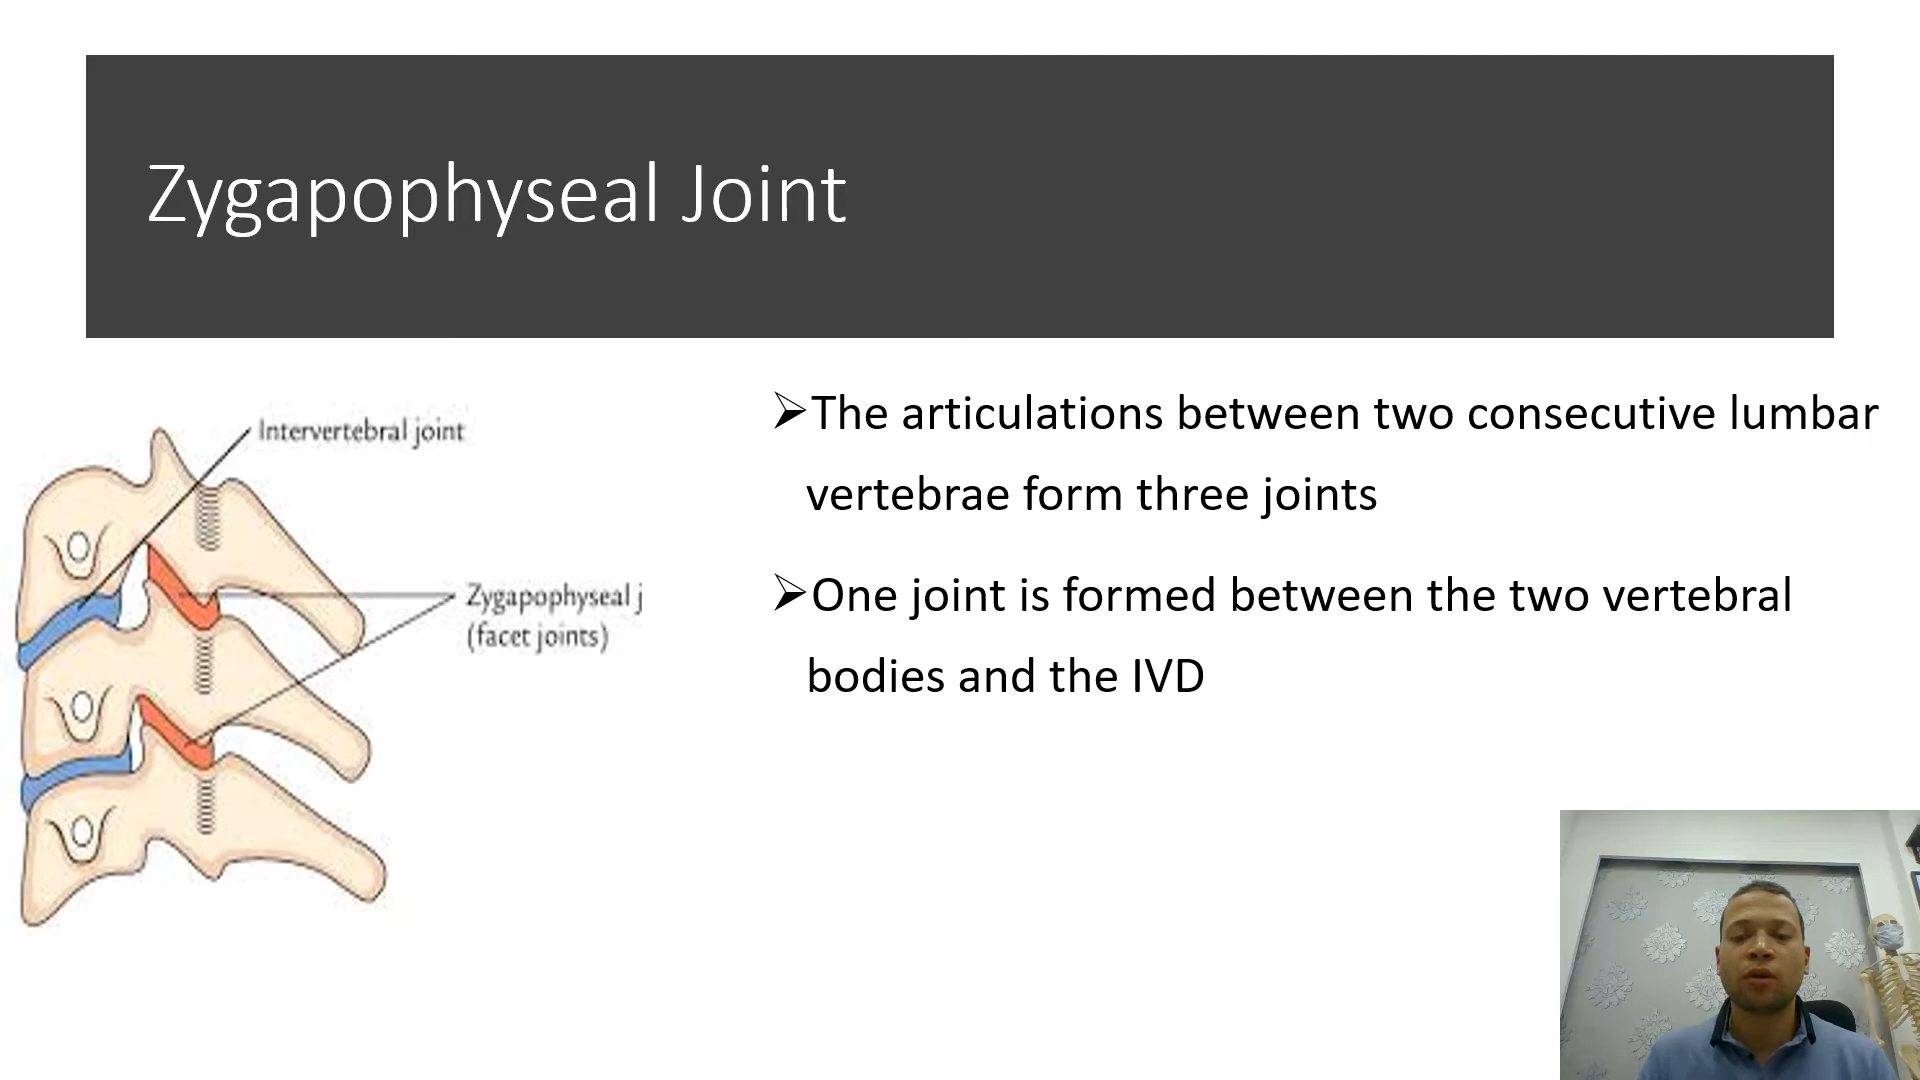 Zygapophyseal Joint
Intervertebral joint
Zygapophyseal j
(facet joints)
➢The articulations between two consecutive lumbar
vertebrae form three joints
➢One joint is formed between the two vertebral
bodies and the IVD